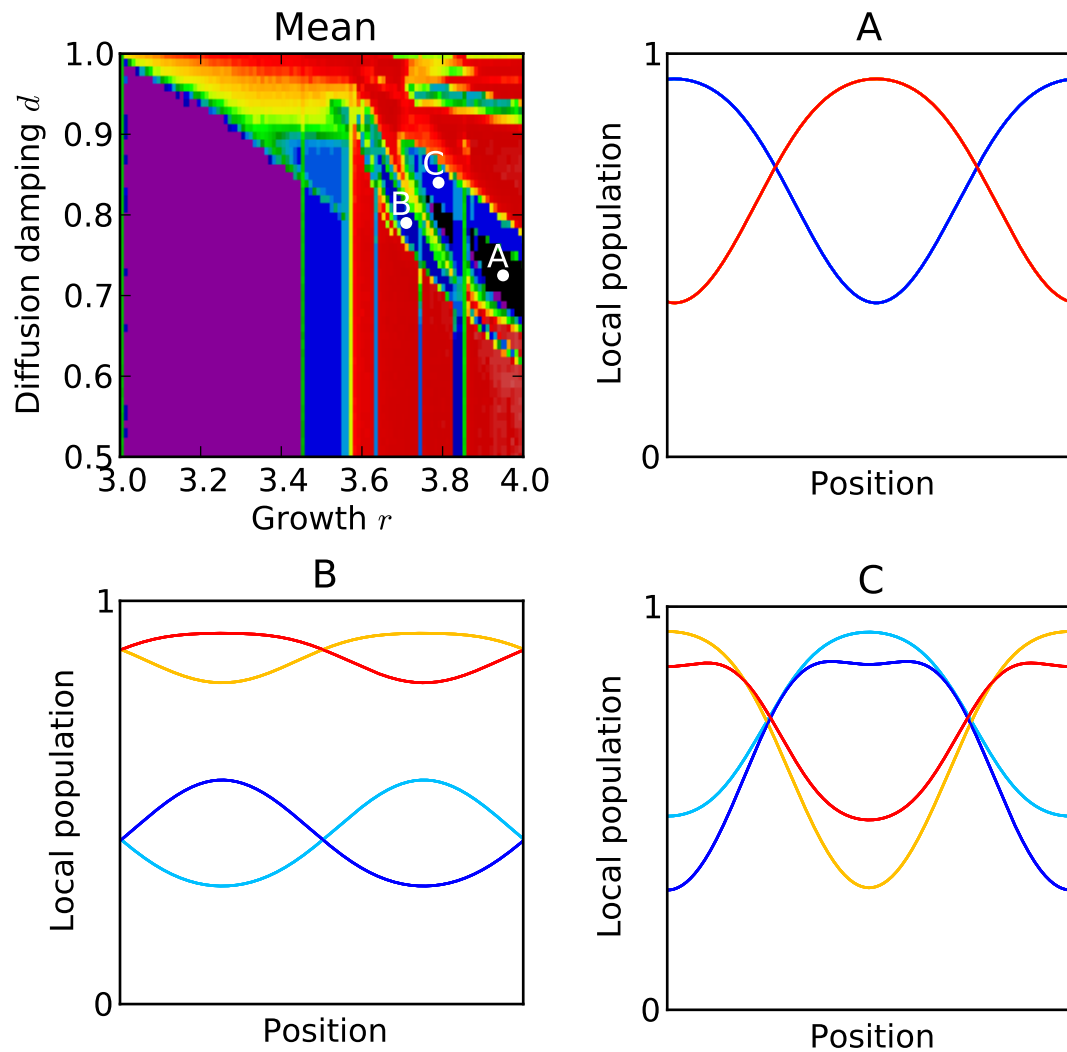 Mean
1.0
0.9
0.8
0.7
0.6
0.5
Diffusion damping d
C
B
A
3.0 3.2 3.4 3.6 3.8 4.0
Growth r
A
1
0
Local population
Position
B
1
0
Local population
Position
C
1
0
Local population
Position